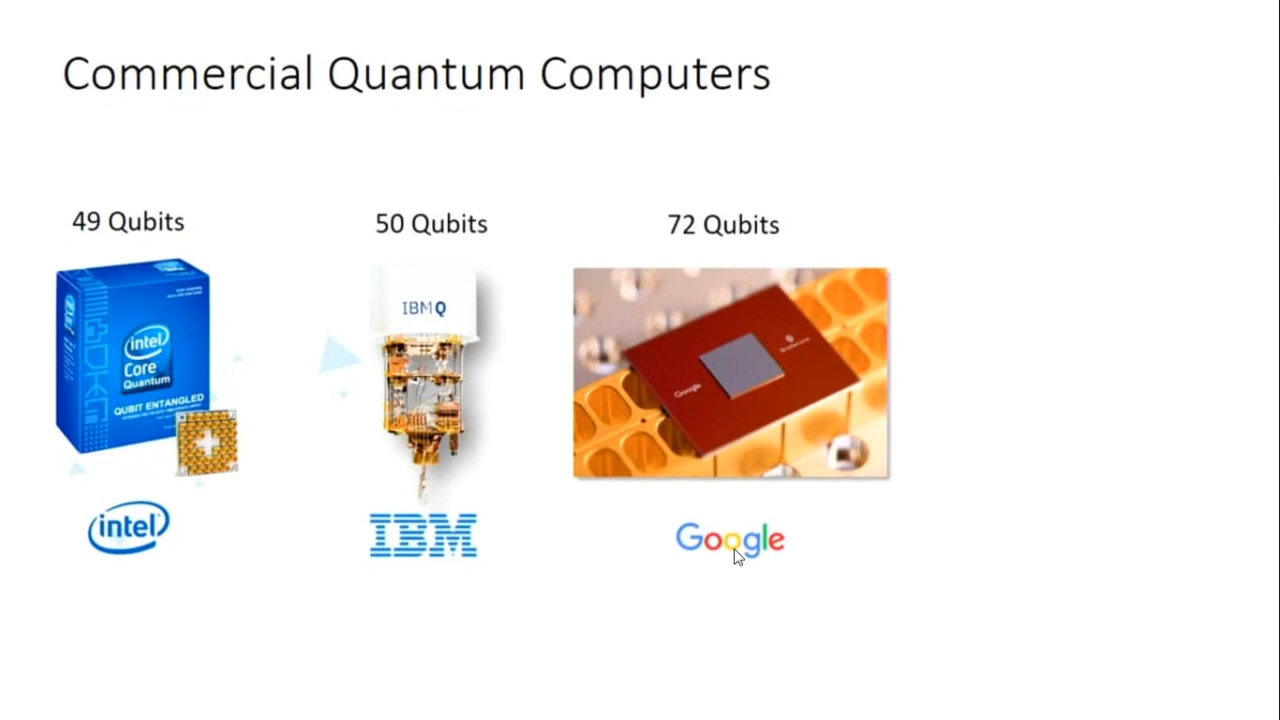 Commercial Quantum Computers
49 Qubits
50 Qubits
72 Qubits
intel
Core
Quantum
QUBIT ENTANGLED
IBM Q
Google
intel
IBM
Google